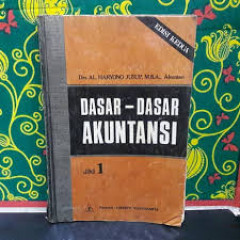 EDISI KEDUA
Drs. AL. HARYONO JUSUP, M.B.A., Akuntan
DASAR – DASAR
AKUNTANSI
Jilid 1